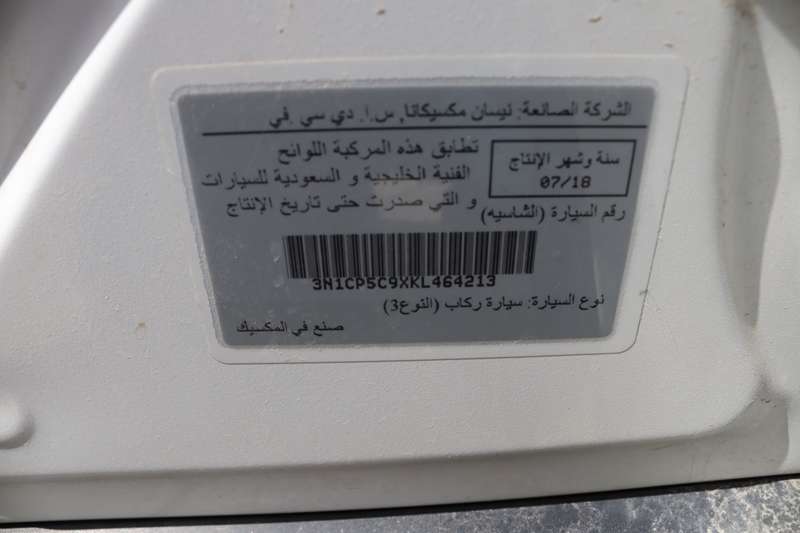 الشركة الصانعة: نيسان مكسيكانا, س.ا. دي سي .في
سنة وشهر الإنتاج
07/18
تطابق هذه المركبة اللوائح
الفنية الخليجية و السعودية للسيارات
و التي صدرت حتى تاريخ الإنتاج
رقم السيارة (الشاسيه)
3N1CP5C9XKL464213
نوع السيارة: سيارة ركاب (النوع3)
صنع في المكسيك